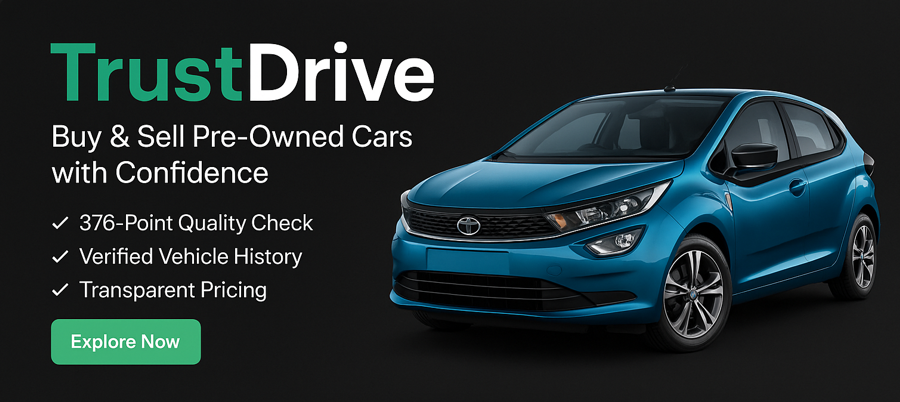 TrustDrive
Buy & Sell Pre-Owned Cars
with Confidence
✓ 376-Point Quality Check
✓ Verified Vehicle History
✓ Transparent Pricing
Explore Now